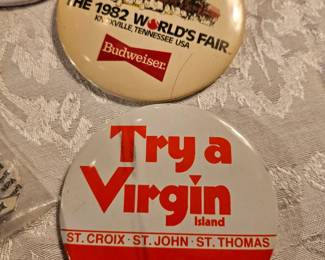 THE 1982 WORLD'S FAIR.
KNOXVILLE, TENNESSEE USA
Budweiser.
Try a
Virgin
Island
ST. CROIX · ST. JOHN · ST. THOMAS